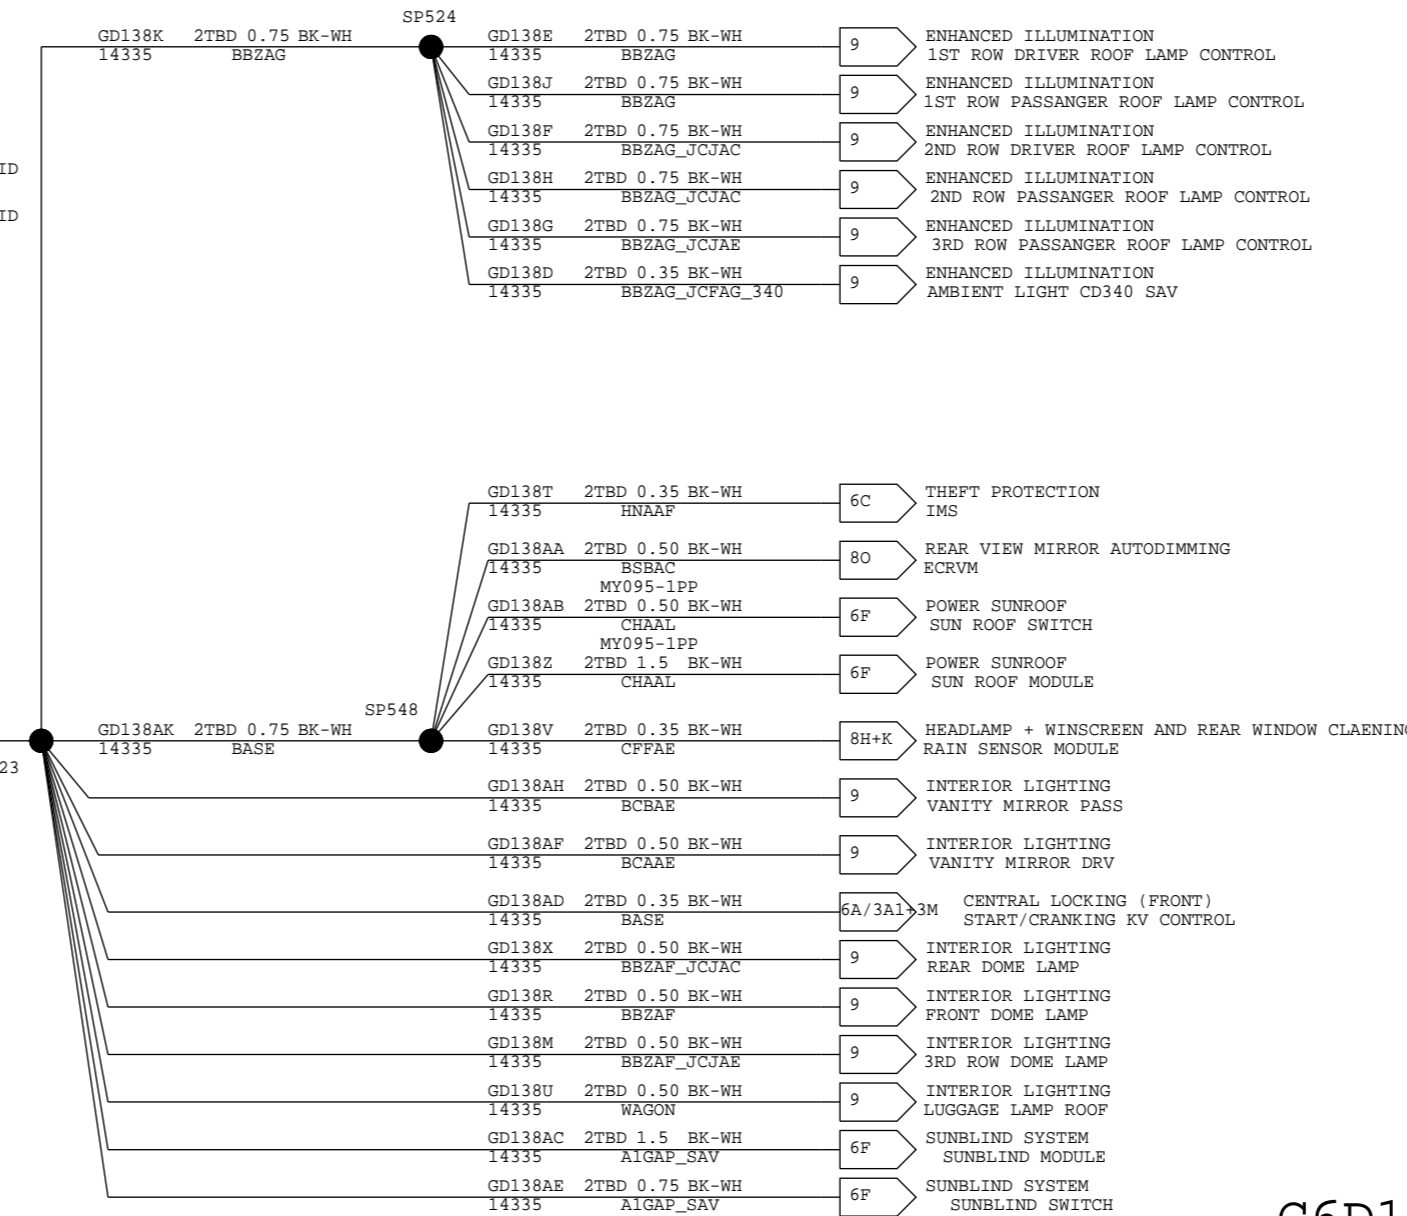 SP524
GD138K 2TBD 0.75 BK-WH
14335 BBZAG
GD138E 2TBD 0.75 BK-WH 9 ENHANCED ILLUMINATION
14335 BBZAG 1ST ROW DRIVER ROOF LAMP CONTROL
GD138J 2TBD 0.75 BK-WH 9 ENHANCED ILLUMINATION
14335 BBZAG 1ST ROW PASSANGER ROOF LAMP CONTROL
GD138F 2TBD 0.75 BK-WH 9 ENHANCED ILLUMINATION
14335 BBZAG_JCJAC 2ND ROW DRIVER ROOF LAMP CONTROL
ID
GD138H 2TBD 0.75 BK-WH 9 ENHANCED ILLUMINATION
14335 BBZAG_JCJAC 2ND ROW PASSANGER ROOF LAMP CONTROL
ID
GD138G 2TBD 0.75 BK-WH 9 ENHANCED ILLUMINATION
14335 BBZAG_JCJAE 3RD ROW PASSANGER ROOF LAMP CONTROL
GD138D 2TBD 0.35 BK-WH 9 ENHANCED ILLUMINATION
14335 BBZAG_JCFAG_340 AMBIENT LIGHT CD340 SAV
GD138T 2TBD 0.35 BK-WH 6C THEFT PROTECTION
14335 HNAAF IMS
GD138AA 2TBD 0.50 BK-WH 8O REAR VIEW MIRROR AUTODIMMING
14335 BSBAC ECRVM
MY095-1PP
GD138AB 2TBD 0.50 BK-WH 6F POWER SUNROOF
14335 CHAAL SUN ROOF SWITCH
MY095-1PP
GD138Z 2TBD 1.5 BK-WH 6F POWER SUNROOF
14335 CHAAL SUN ROOF MODULE
SP548
GD138AK 2TBD 0.75 BK-WH
14335 BASE
GD138V 2TBD 0.35 BK-WH 8H+K HEADLAMP + WINSCREEN AND REAR WINDOW CLAENING
14335 CFFAE RAIN SENSOR MODULE
23
GD138AH 2TBD 0.50 BK-WH 9 INTERIOR LIGHTING
14335 BCBAE VANITY MIRROR PASS
GD138AF 2TBD 0.50 BK-WH 9 INTERIOR LIGHTING
14335 BCAAE VANITY MIRROR DRV
GD138AD 2TBD 0.35 BK-WH 6A/3A1+3M CENTRAL LOCKING (FRONT)
14335 BASE START/CRANKING KV CONTROL
GD138X 2TBD 0.50 BK-WH 9 INTERIOR LIGHTING
14335 BBZAF_JCJAC REAR DOME LAMP
GD138R 2TBD 0.50 BK-WH 9 INTERIOR LIGHTING
14335 BBZAF FRONT DOME LAMP
GD138M 2TBD 0.50 BK-WH 9 INTERIOR LIGHTING
14335 BBZAF_JCJAE 3RD ROW DOME LAMP
GD138U 2TBD 0.50 BK-WH 9 INTERIOR LIGHTING
14335 WAGON LUGGAGE LAMP ROOF
GD138AC 2TBD 1.5 BK-WH 6F SUNBLIND SYSTEM
14335 A1GAP_SAV SUNBLIND MODULE
GD138AE 2TBD 0.75 BK-WH 6F SUNBLIND SYSTEM
14335 A1GAP_SAV SUNBLIND SWITCH